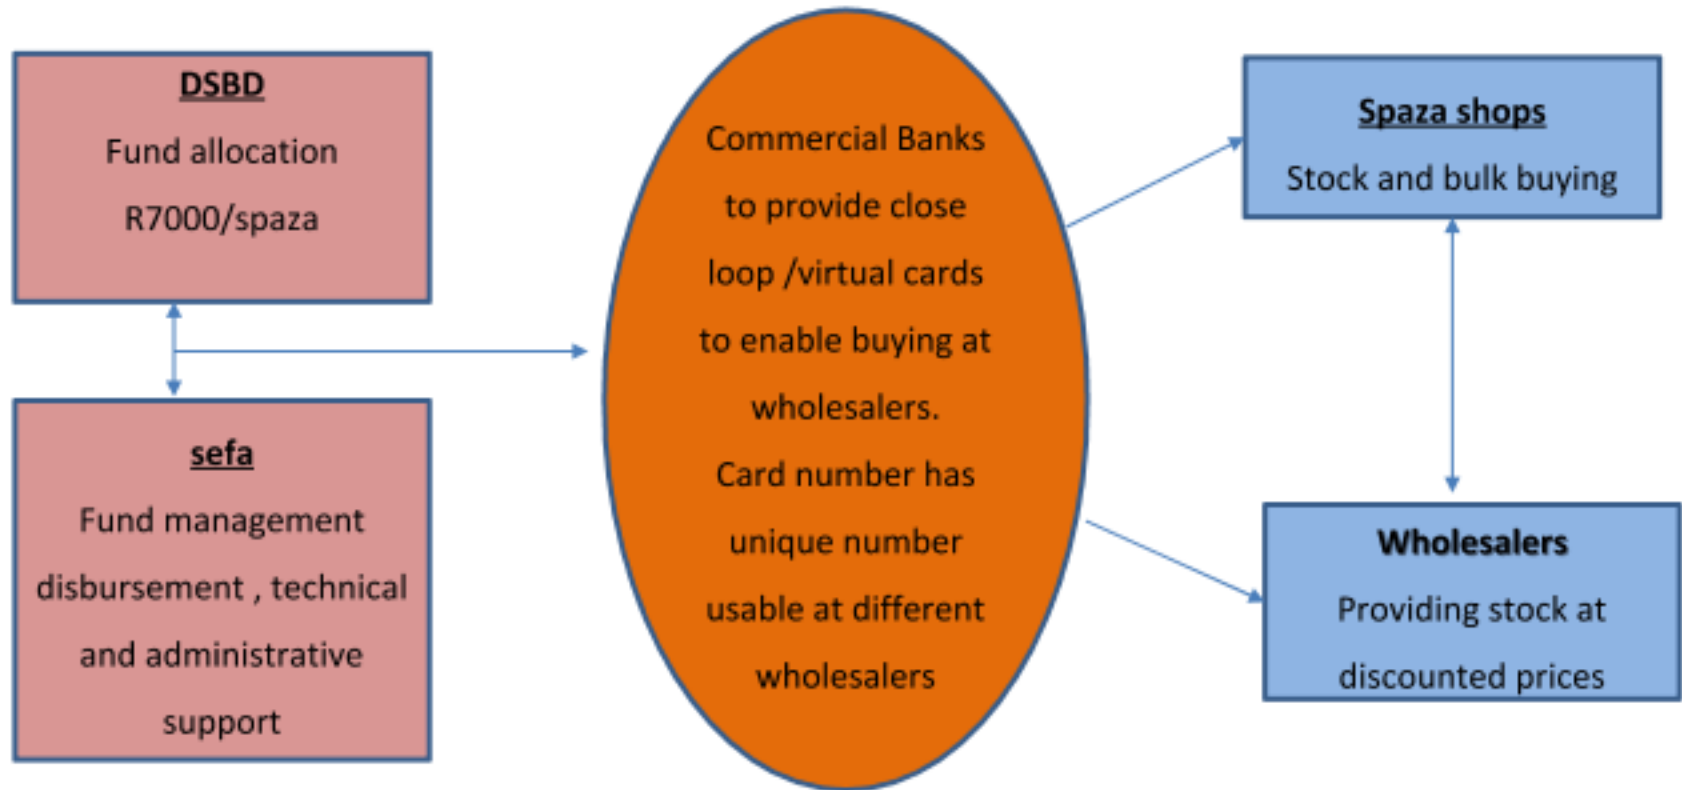 DSBD
Fund allocation
R7000/spaza
sefa
Fund management
disbursement , technical
and administrative
support
Commercial Banks
to provide close
loop /virtual cards
to enable buying at
wholesalers.
Card number has
unique number
usable at different
wholesalers
Spaza shops
Stock and bulk buying
Wholesalers
Providing stock at
discounted prices